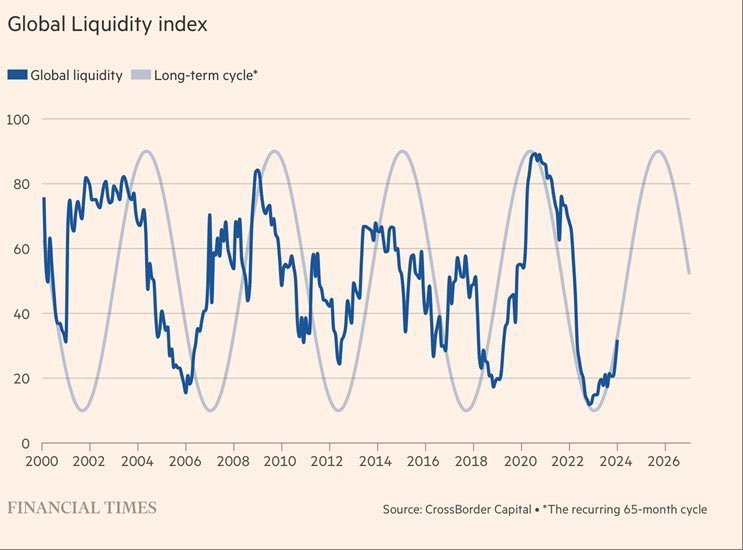 Global Liquidity index
Global liquidity Long-term cycle*
100
80
60
40
20
0
2000 2002 2004 2006 2008 2010 2012 2014 2016 2018 2020 2022 2024 2026
FINANCIAL TIMES Source: CrossBorder Capital • *The recurring 65-month cycle